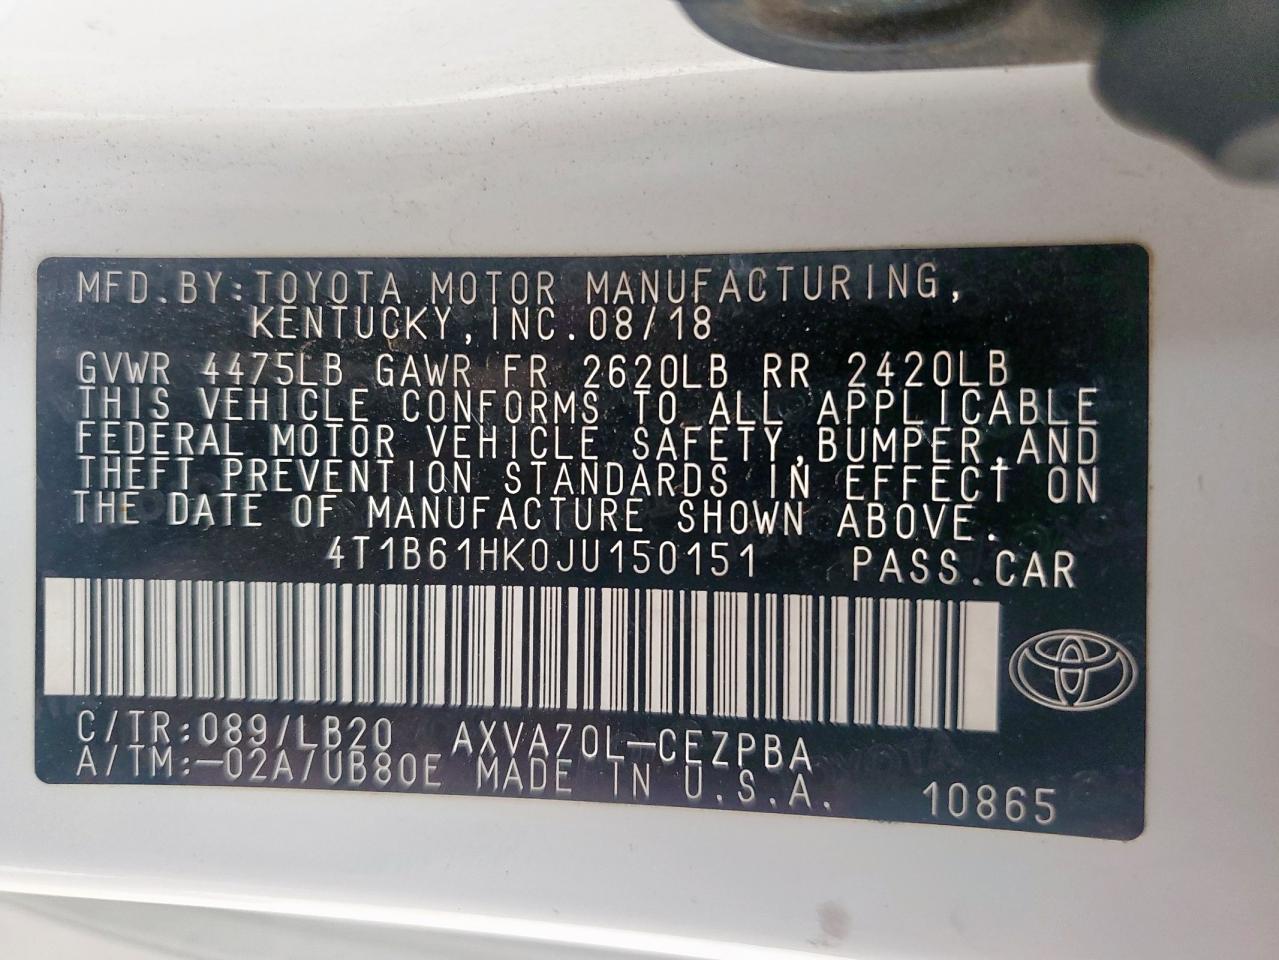 MFD.BY:TOYOTA MOTOR MANUFACTURING,
KENTUCKY,INC.08/18
GVWR 4475LB GAWR FR 2620LB RR 2420LB
THIS VEHICLE CONFORMS TO ALL APPLICABLE
FEDERAL MOTOR VEHICLE SAFETY,BUMPER,AND
THEFT PREVENTION STANDARDS IN EFFECT ON
THE DATE OF MANUFACTURE SHOWN ABOVE.
4T1B61HK0JU150151 PASS.CAR
C/TR:089/LB20 AXVA70L-CEZPBA
A/TM:-02A/UB80E MADE IN U.S.A. 10865